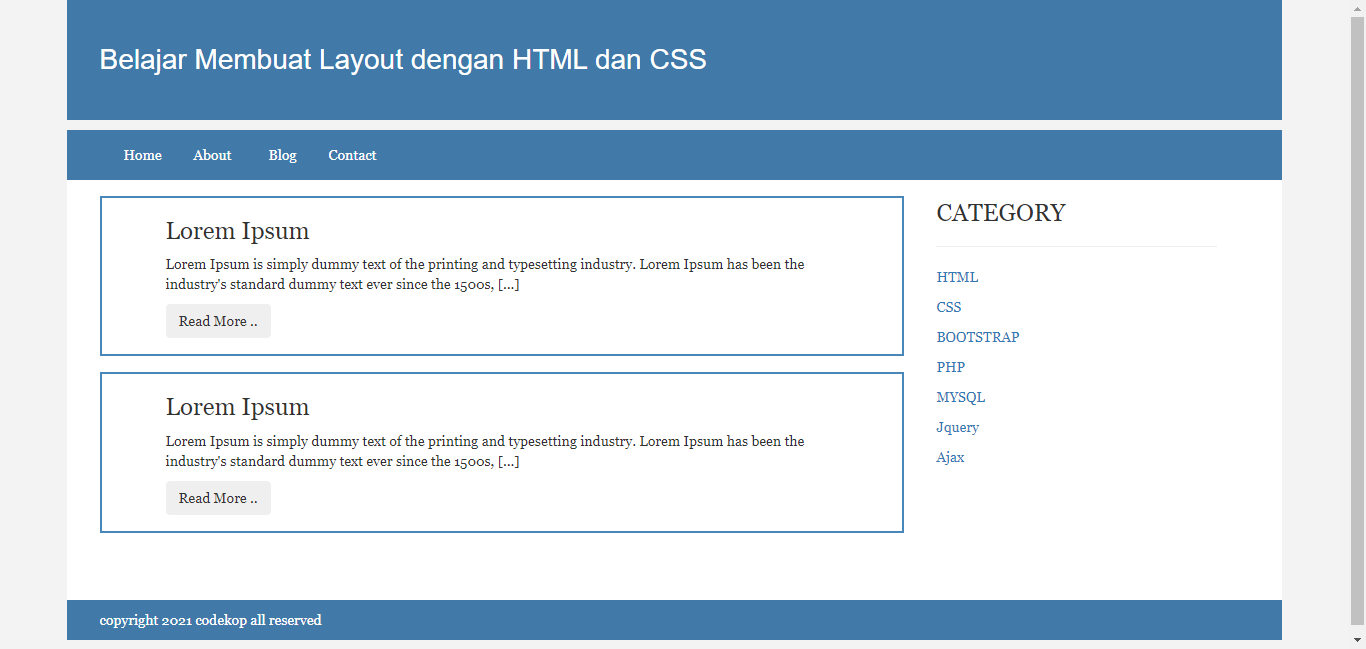 Belajar Membuat Layout dengan HTML dan CSS
Home About Blog Contact
Lorem Ipsum
Lorem Ipsum is simply dummy text of the printing and typesetting industry. Lorem Ipsum has been the
industry's standard dummy text ever since the 1500s, [...]
Read More ..
Lorem Ipsum
Lorem Ipsum is simply dummy text of the printing and typesetting industry. Lorem Ipsum has been the
industry's standard dummy text ever since the 1500s, [...]
Read More ..
CATEGORY
HTML
CSS
BOOTSTRAP
PHP
MYSQL
Jquery
Ajax
copyright 2021 codekop all reserved